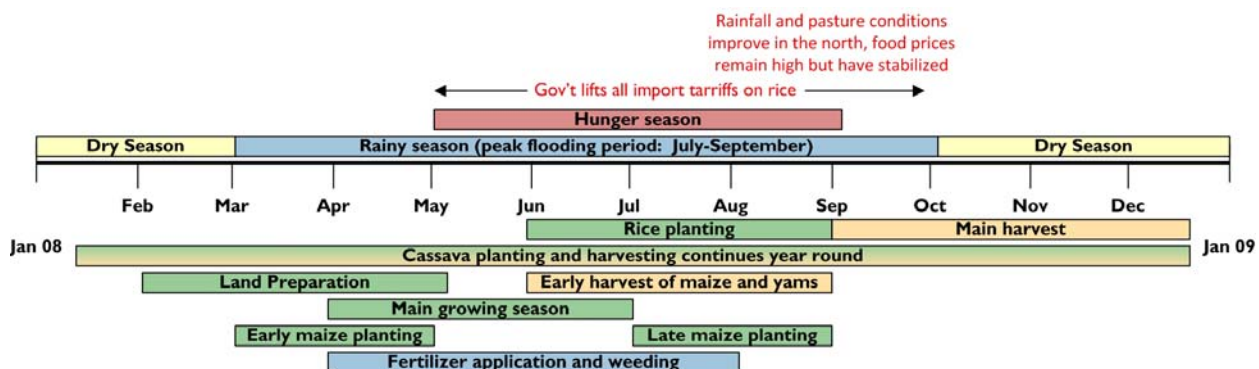 Rainfall and pasture conditions
improve in the north, food prices
remain high but have stabilized
Gov't lifts all import tarriffs on rice
Hunger season
Dry Season
Rainy season (peak flooding period: July-September)
Dry Season
Feb
Mar
Apr
May
Jun
Jul
Aug
Sep
Oct
Nov
Dec
Rice planting
Main harvest
Jan 08
Cassava planting and harvesting continues year round
Jan 09
Land Preparation
Early harvest of maize and yams
Main growing season
Early maize planting
Late maize planting
Fertilizer application and weeding